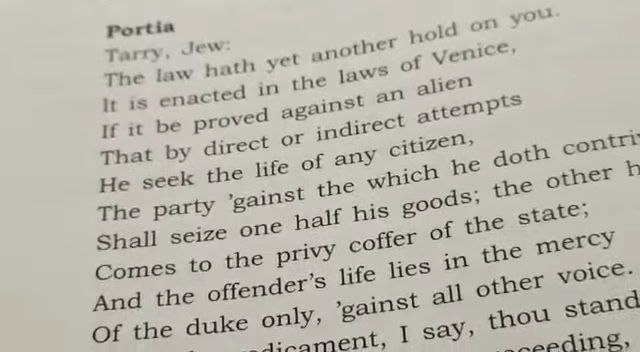 Portia
Tarry, Jew:
The law hath yet another hold on you.
It is enacted in the laws of Venice,
If it be proved against an alien
That by direct or indirect attempts
He seek the life of any citizen,
The party 'gainst the which he doth
Shall seize one half his goods; the other
Comes to the privy coffer of the state;
And the offender's life lies in the mercy
Of the duke only, 'gainst all other voice.
I say, thou stand